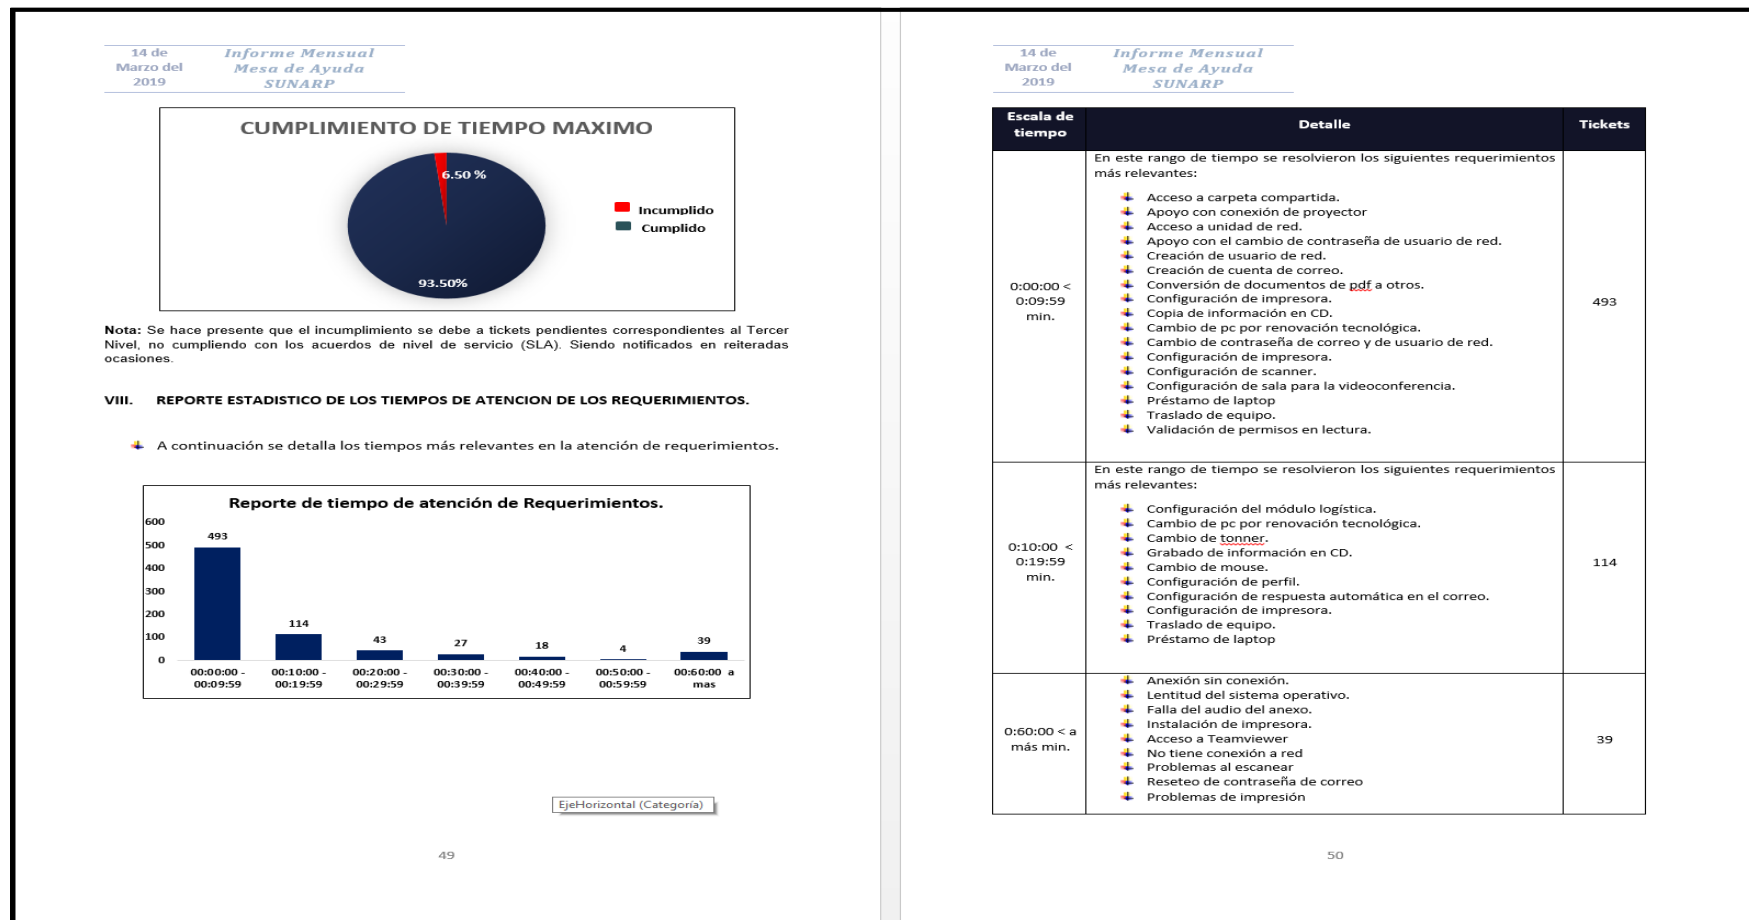 14 de
Marzo del
2019
Informe Mensual
Mesa de Ayuda
SUNARP
CUMPLIMIENTO DE TIEMPO MAXIMO
6.50 %
93.50%
Incumplido
Cumplido
Nota: Se hace presente que el incumplimiento se debe a tickets pendientes correspondientes al Tercer
Nivel, no cumpliendo con los acuerdos de nivel de servicio (SLA). Siendo notificados en reiteradas
ocasiones.
VIII. REPORTE ESTADISTICO DE LOS TIEMPOS DE ATENCION DE LOS REQUERIMIENTOS.
A continuación se detalla los tiempos más relevantes en la atención de requerimientos.
Reporte de tiempo de atención de Requerimientos.
600
500
400
300
200
100
0
493
114
43
27
18
4
39
00:00:00 -
00:09:59
00:10:00 -
00:19:59
00:20:00 -
00:29:59
00:30:00 -
00:39:59
00:40:00 -
00:49:59
00:50:00 -
00:59:59
00:60:00 a
mas
EjeHorizontal (Categoría)
49
14 de
Marzo del
2019
Informe Mensual
Mesa de Ayuda
SUNARP
Escala de
tiempo
Detalle
Tickets
0:00:00 <
0:09:59
min.
En este rango de tiempo se resolvieron los siguientes requerimientos
más relevantes:
Acceso a carpeta compartida.
Apoyo con conexión de proyector
Acceso a unidad de red.
Apoyo con el cambio de contraseña de usuario de red.
Creación de usuario de red.
Creación de cuenta de correo.
Conversión de documentos de pdf a otros.
Configuración de impresora.
Copia de información en CD.
Cambio de pc por renovación tecnológica.
Cambio de contraseña de correo y de usuario de red.
Configuración de impresora.
Configuración de scanner.
Configuración de sala para la videoconferencia.
Préstamo de laptop
Traslado de equipo.
Validación de permisos en lectura.
493
0:10:00 <
0:19:59
min.
En este rango de tiempo se resolvieron los siguientes requerimientos
más relevantes:
Configuración del módulo logística.
Cambio de pc por renovación tecnológica.
Cambio de tonner.
Grabado de información en CD.
Cambio de mouse.
Configuración de perfil.
Configuración de respuesta automática en el correo.
Configuración de impresora.
Traslado de equipo.
Préstamo de laptop
114
0:60:00 < a
más min.
Anexión sin conexión.
Lentitud del sistema operativo.
Falla del audio del anexo.
Instalación de impresora.
Acceso a Teamviewer
No tiene conexión a red
Problemas al escanear
Reseteo de contraseña de correo
Problemas de impresión
39
50